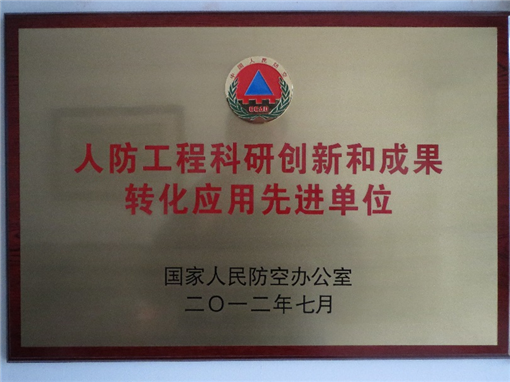 人防工程科研创新和成果
转化应用先进单位
国家人民防空办公室
二〇一二年七月